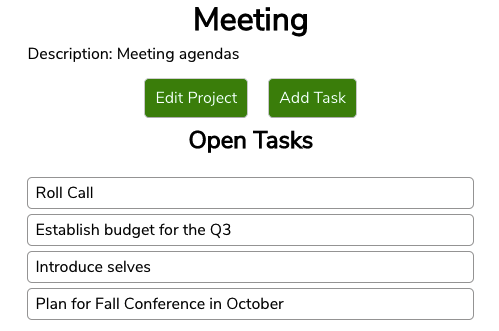 Meeting
Description: Meeting agendas
Edit Project Add Task
Open Tasks
Roll Call
Establish budget for the Q3
Introduce selves
Plan for Fall Conference in October